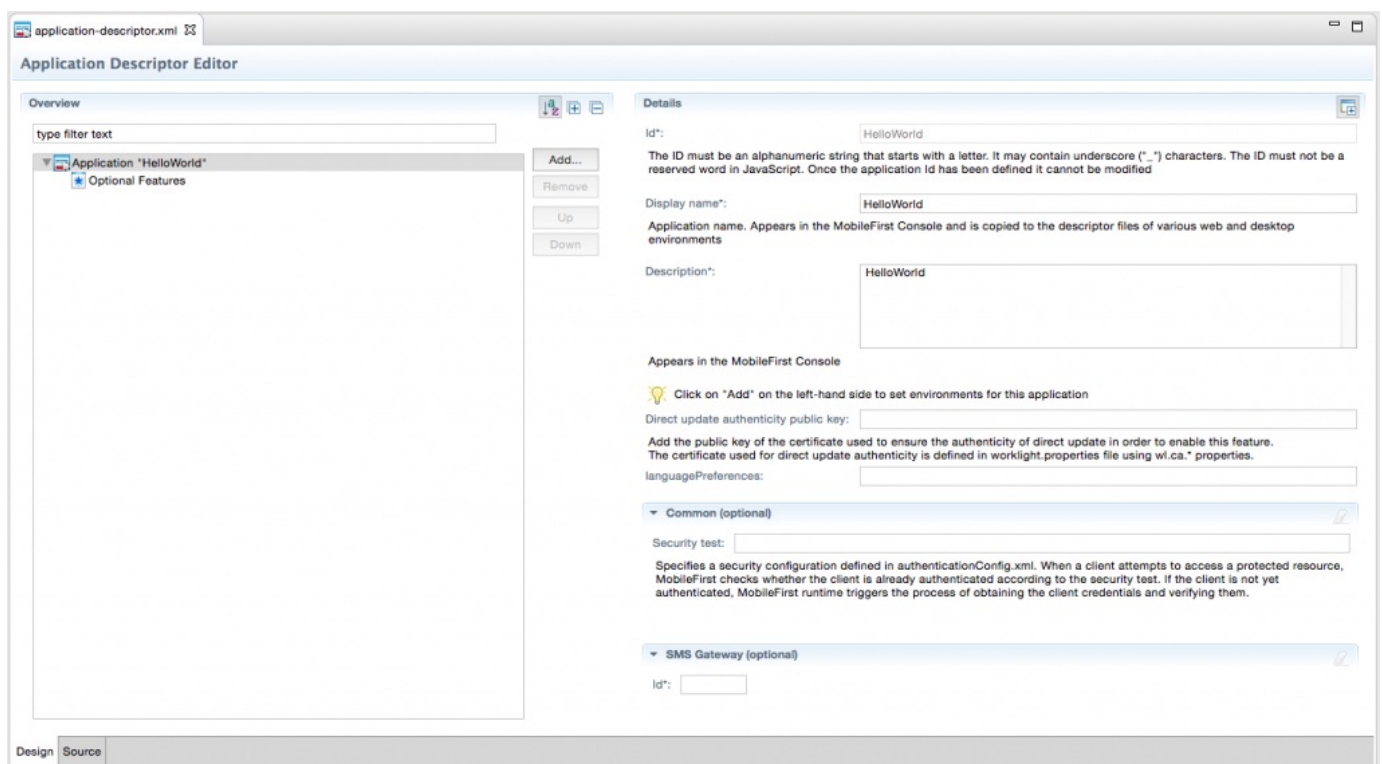 application-descriptor.xml
Application Descriptor Editor
Overview
type filter text
Application "HelloWorld"
Optional Features
Add...
Remove
Up
Down
Details
Id*:
HelloWorld
The ID must be an alphanumeric string that starts with a letter. It may contain underscore ("_") characters. The ID must not be a
reserved word in JavaScript. Once the application Id has been defined it cannot be modified
Display name*:
HelloWorld
Application name. Appears in the MobileFirst Console and is copied to the descriptor files of various web and desktop
environments
Description*:
HelloWorld
Appears in the MobileFirst Console
Click on "Add" on the left-hand side to set environments for this application
Direct update authenticity public key:
Add the public key of the certificate used to ensure the authenticity of direct update in order to enable this feature.
The certificate used for direct update authenticity is defined in worklight.properties file using wl.ca.* properties.
languagePreferences:
Common (optional)
Security test:
Specifies a security configuration defined in authenticationConfig.xml. When a client attempts to access a protected resource,
MobileFirst checks whether the client is already authenticated according to the security test. If the client is not yet
authenticated, MobileFirst runtime triggers the process of obtaining the client credentials and verifying them.
SMS Gateway (optional)
Id*:
Design
Source